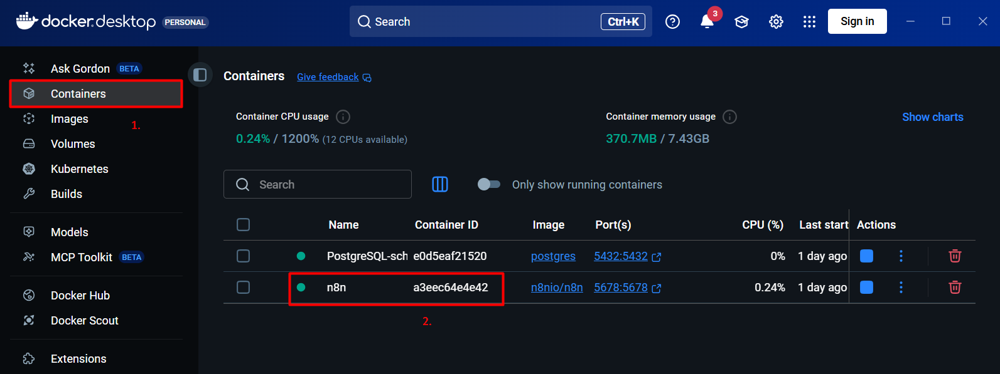 docker.desktop PERSONAL
Search Ctrl+K
3
Sign in
Ask Gordon BETA
Containers
Images
1.
Volumes
Kubernetes
Builds
Models
MCP Toolkit BETA
Docker Hub
Docker Scout
Extensions
Containers Give feedback
Container CPU usage
0.24% / 1200% (12 CPUs available)
Container memory usage
370.7MB / 7.43GB
Show charts
Search
Only show running containers
Name Container ID Image Port(s) CPU (%) Last start Actions
PostgreSQL-sch e0d5eaf21520 postgres 5432:5432 0% 1 day ago
n8n a3eec64e4e42 n8nio/n8n 5678:5678 0.24% 1 day ago
2.